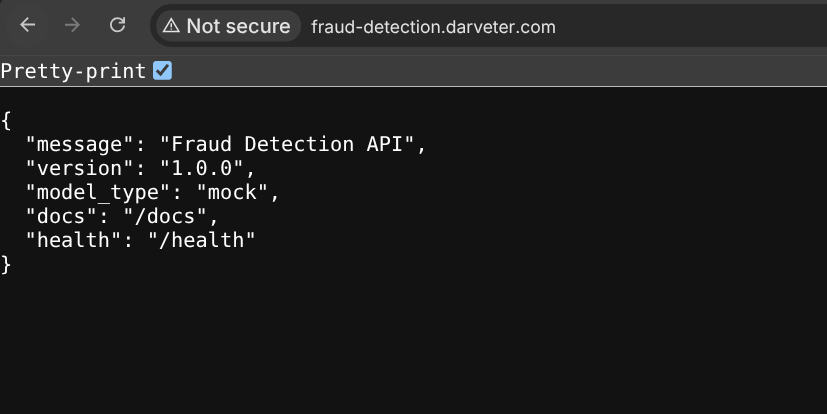 Not secure fraud-detection.darveter.com
Pretty-print
{
  "message": "Fraud Detection API",
  "version": "1.0.0",
  "model_type": "mock",
  "docs": "/docs",
  "health": "/health"
}